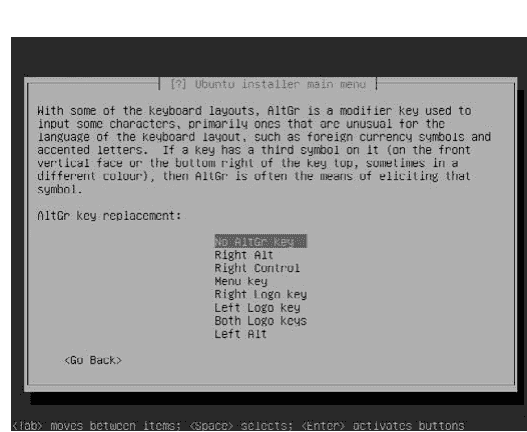 [?] Ubuntu installer main menu
With some of the keyboard layouts, AltGr is a modifier key used to
input some characters, primarily ones that are unusual for the
language of the keyboard layout, such as foreign currency symbols and
accented letters.  If a key has a third symbol on it (on the front
vertical face or the bottom right of the key top, sometimes in a
different colour), then AltGr is often the means of eliciting that
symbol.
AltGr key replacement:
No AltGr key
Right Alt
Right Control
Menu key
Right Logo key
Left Logo key
Both Logo keys
Left Alt
<Go Back>
<Tab> moves between items; <Space> selects; <Enter> activates buttons